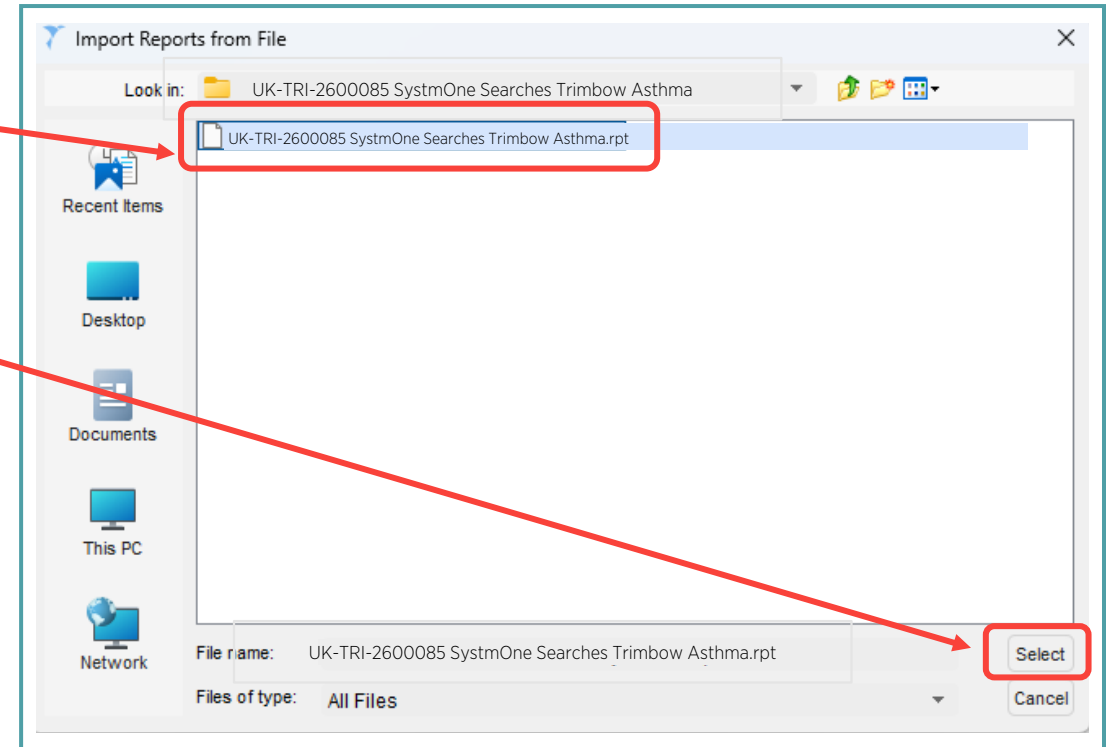 Import Reports from File
Look in: UK-TRI-2600085 SystmOne Searches Trimbow Asthma
UK-TRI-2600085 SystmOne Searches Trimbow Asthma.rpt
Recent Items
Desktop
Documents
This PC
Network
File name: UK-TRI-2600085 SystmOne Searches Trimbow Asthma.rpt
Select
Files of type: All Files
Cancel